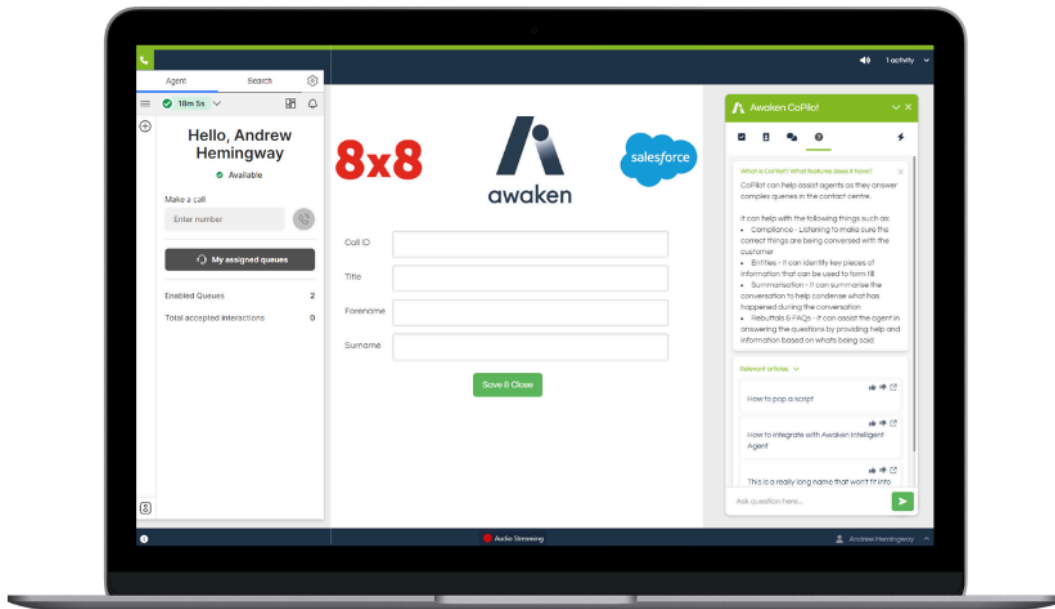 1 activity
Agent Search
18m 5s
Hello, Andrew
Hemingway
Available
Make a call
Enter number
My assigned queues
Enabled Queues 2
Total accepted interactions 0
8x8
awaken
salesforce
Call ID
Title
Forename
Surname
Save & Close
Awaken CoPilot
What is CoPilot? What features does it have?
CoPilot can help assist agents as they answer
complex queries in the contact centre.
It can help with the following things such as:
• Compliance - Listening to make sure the
correct things are being conversed with the
customer
• Entities - It can identify key pieces of
information that can be used to form fill
• Summarisation - It can summarise the
conversation to help condense what has
happened during the conversation
• Rebuttals & FAQs - It can assist the agent in
answering the questions by providing help and
information based on whats being said
Relevant articles
How to pop a script
How to integrate with Awaken Intelligent
Agent
This is a really long name that won't fit into
Ask question here...
Audio Streaming
Andrew Hemingway